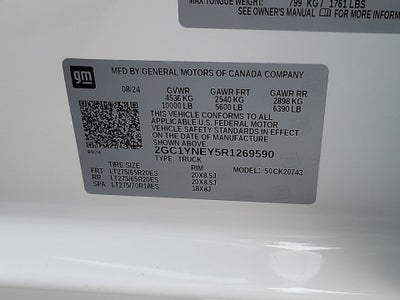 MAX TONGUE WEIGHT: 799 KG / 1761 LBS
SEE OWNER'S MANUAL FOR MORE
gm
MFD BY GENERAL MOTORS OF CANADA COMPANY
08/24 GVWR GAWR FRT GAWR RR
4536 KG 2540 KG 2898 KG
10000 LB 5600 LB 6390 LB
THIS VEHICLE CONFORMS TO ALL
APPLICABLE U.S. FEDERAL MOTOR
VEHICLE SAFETY STANDARDS IN EFFECT
ON THE DATE OF MANUFACTURE
SHOWN ABOVE.
2GC1YNEY5R1269590
TYPE: TRUCK
TIRE SIZE RIM MODEL: 50CK20743
FRT LT275/65R20ES 20X8.5J
RR LT275/65R20ES 20X8.5J
SPA LT275/70R18ES 18X8J